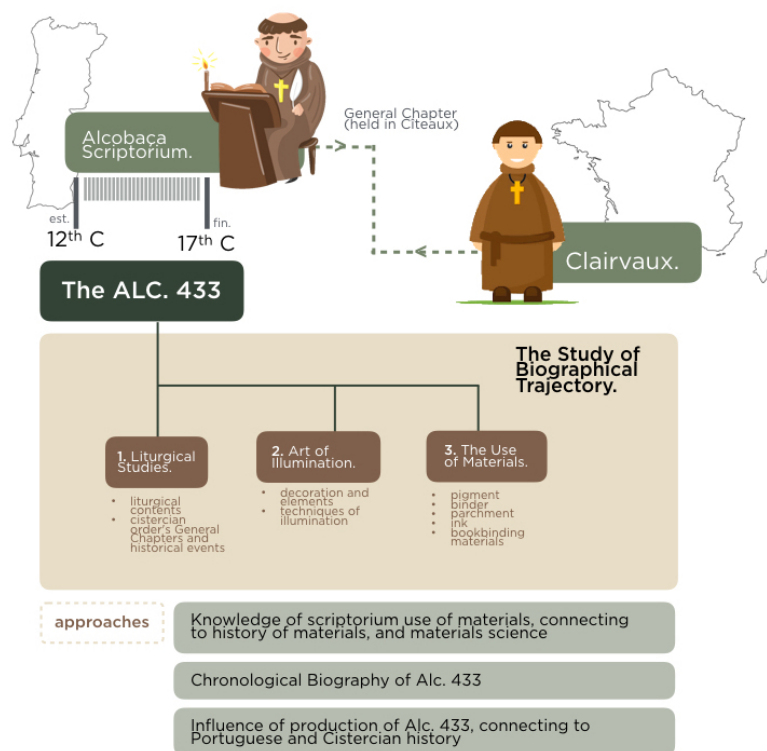 Alcobaça
Scriptorium.
General Chapter
(held in Citeaux)
Clairvaux.
est.
12th C
fin.
17th C
The ALC. 433
The Study of
Biographical
Trajectory.
1. Liturgical
Studies.
• liturgical
contents
• cistercian
order's General
Chapters and
historical events
2. Art of
Illumination.
• decoration and
elements
• techniques of
illumination
3. The Use
of Materials.
• pigment
• binder
• parchment
• ink
• bookbinding
materials
approaches
Knowledge of scriptorium use of materials, connecting
to history of materials, and materials science
Chronological Biography of Alc. 433
Influence of production of Alc. 433, connecting to
Portuguese and Cistercian history